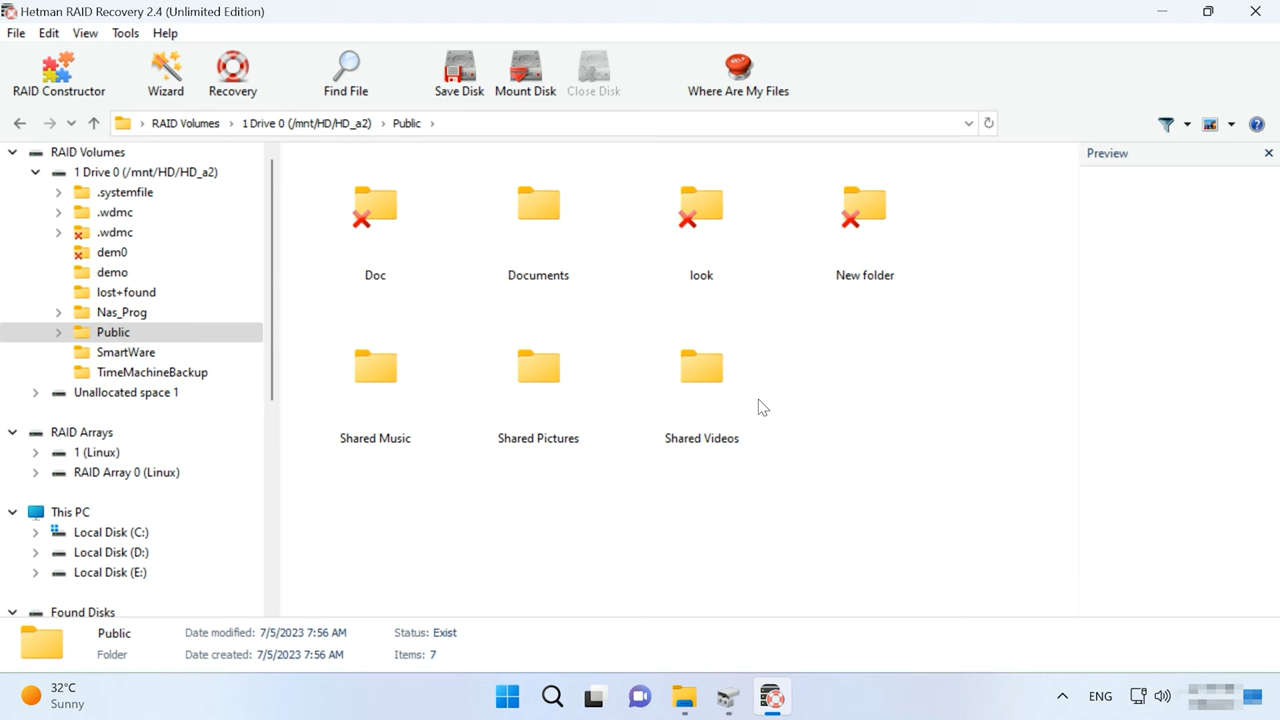 Hetman RAID Recovery 2.4 (Unlimited Edition)
File Edit View Tools Help
RAID Constructor Wizard Recovery Find File Save Disk Mount Disk Close Disk Where Are My Files
RAID Volumes 1 Drive 0 (/mnt/HD/HD_a2) Public
RAID Volumes
1 Drive 0 (/mnt/HD/HD_a2)
.systemfile
.wdmc
.wdmc
dem0
demo
lost+found
Nas_Prog
Public
SmartWare
TimeMachineBackup
Unallocated space 1
RAID Arrays
1 (Linux)
RAID Array 0 (Linux)
This PC
Local Disk (C:)
Local Disk (D:)
Local Disk (E:)
Found Disks
Doc Documents look New folder
Shared Music Shared Pictures Shared Videos
Preview
Public Date modified: 7/5/2023 7:56 AM Status: Exist
Folder Date created: 7/5/2023 7:56 AM Items: 7
32°C
Sunny
ENG